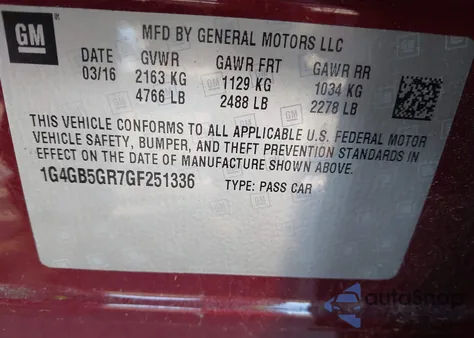 GM
MFD BY GENERAL MOTORS LLC
DATE GVWR GAWR FRT GAWR RR
03/16 2163 KG 1129 KG 1034 KG
4766 LB 2488 LB 2278 LB
THIS VEHICLE CONFORMS TO ALL APPLICABLE U.S. FEDERAL MOTOR
VEHICLE SAFETY, BUMPER, AND THEFT PREVENTION STANDARDS IN
EFFECT ON THE DATE OF MANUFACTURE SHOWN ABOVE.
1G4GB5GR7GF251336 TYPE: PASS CAR
autoSnap